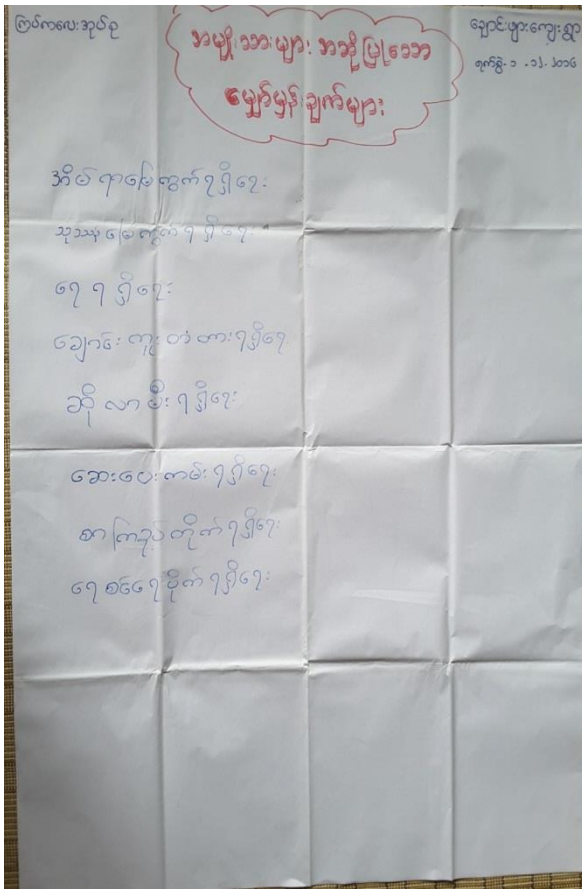 ကြပ်ကလေးအုပ်စု
ချောင်းဖျားကျေးရွာ
ရက်စွဲ- ၁ .၁၂.၂၀၁၆
အမျိုးသားများ အဆိုပြုသော
မျှော်မှန်းချက်များ
အိမ်ရာမြေကွက်ရရှိရေး
သုဿန်မြေကွက်ရရှိရေး
ရေရရှိရေး
ချောင်းကူးတံတားရရှိရေး
ဆိုလာမီးရရှိရေး
ဆေးပေးခန်းရရှိရေး
စာကြည့်တိုက်ရရှိရေး
ရေစင်ရေပိုက်ရရှိရေး